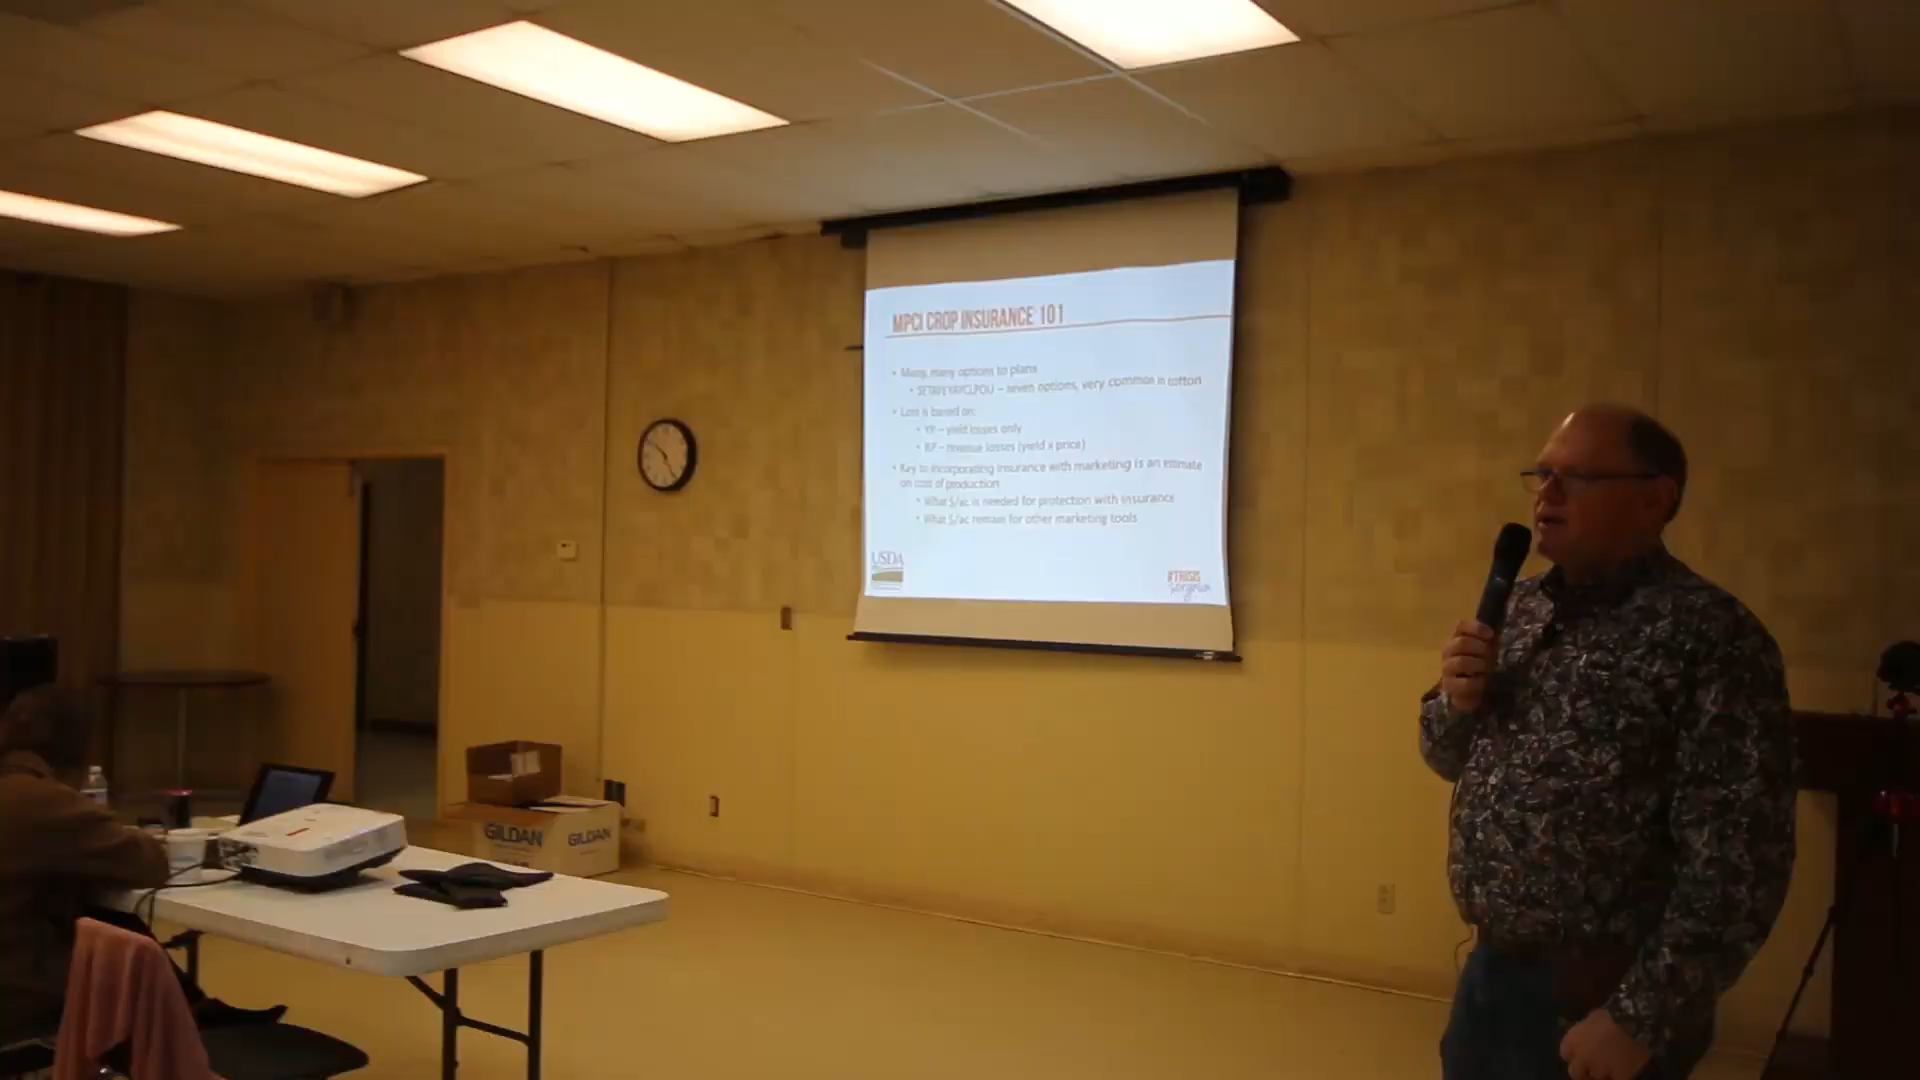 MPCI CROP INSURANCE 101
• Many, many options to plans
• – seven options, very common in cotton
• Loss is based on:
• YP – yield losses only
• RP – revenue losses (yield x price)
• Key to incorporating insurance with marketing is an estimate
on cost of production
• What $/ac is needed for protection with insurance
• What $/ac remain for other marketing tools
USDA
#THISIS
sorghum
GILDAN
GILDAN